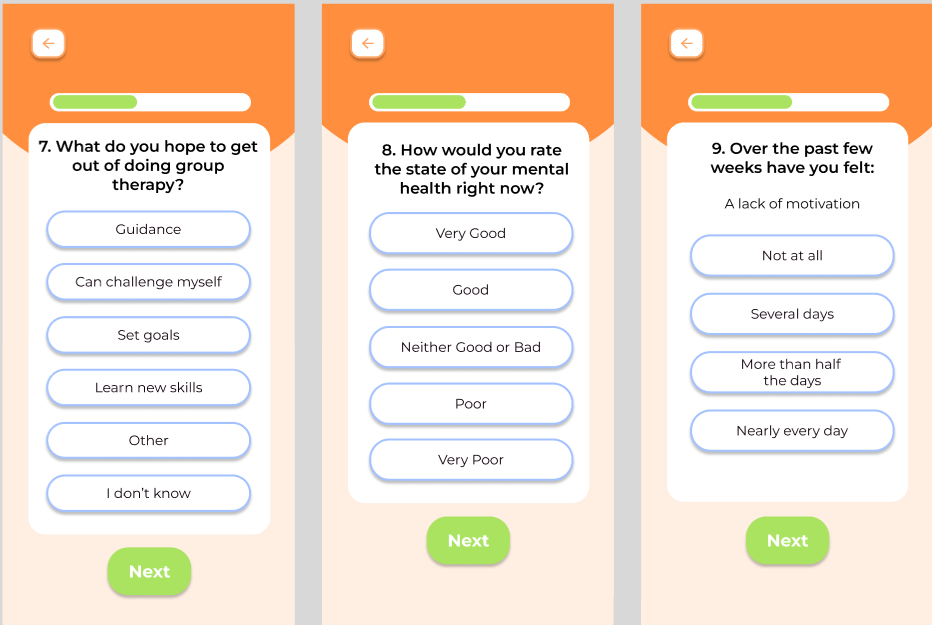 7. What do you hope to get
out of doing group
therapy?
Guidance
Can challenge myself
Set goals
Learn new skills
Other
I don’t know
Next
8. How would you rate
the state of your mental
health right now?
Very Good
Good
Neither Good or Bad
Poor
Very Poor
Next
9. Over the past few
weeks have you felt:
A lack of motivation
Not at all
Several days
More than half
the days
Nearly every day
Next